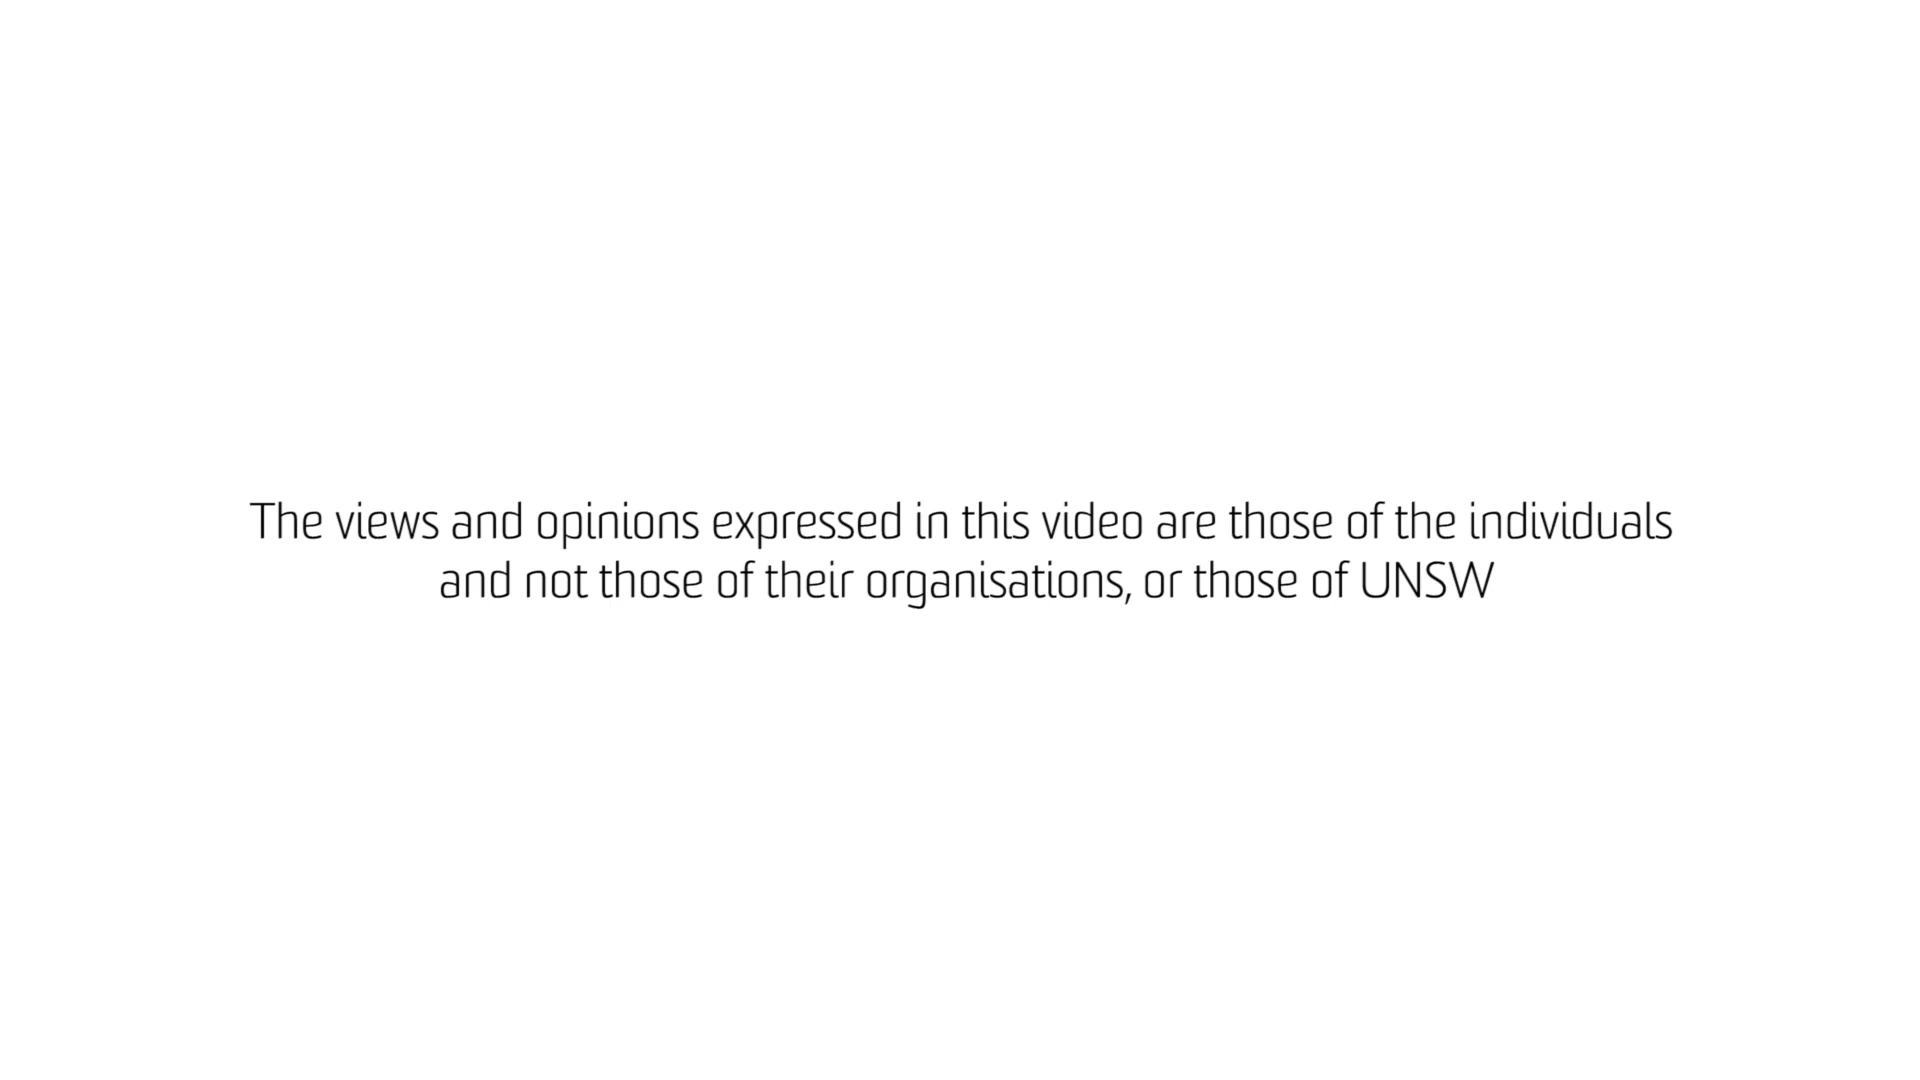 The views and opinions expressed in this video are those of the individuals
and not those of their organisations, or those of UNSW